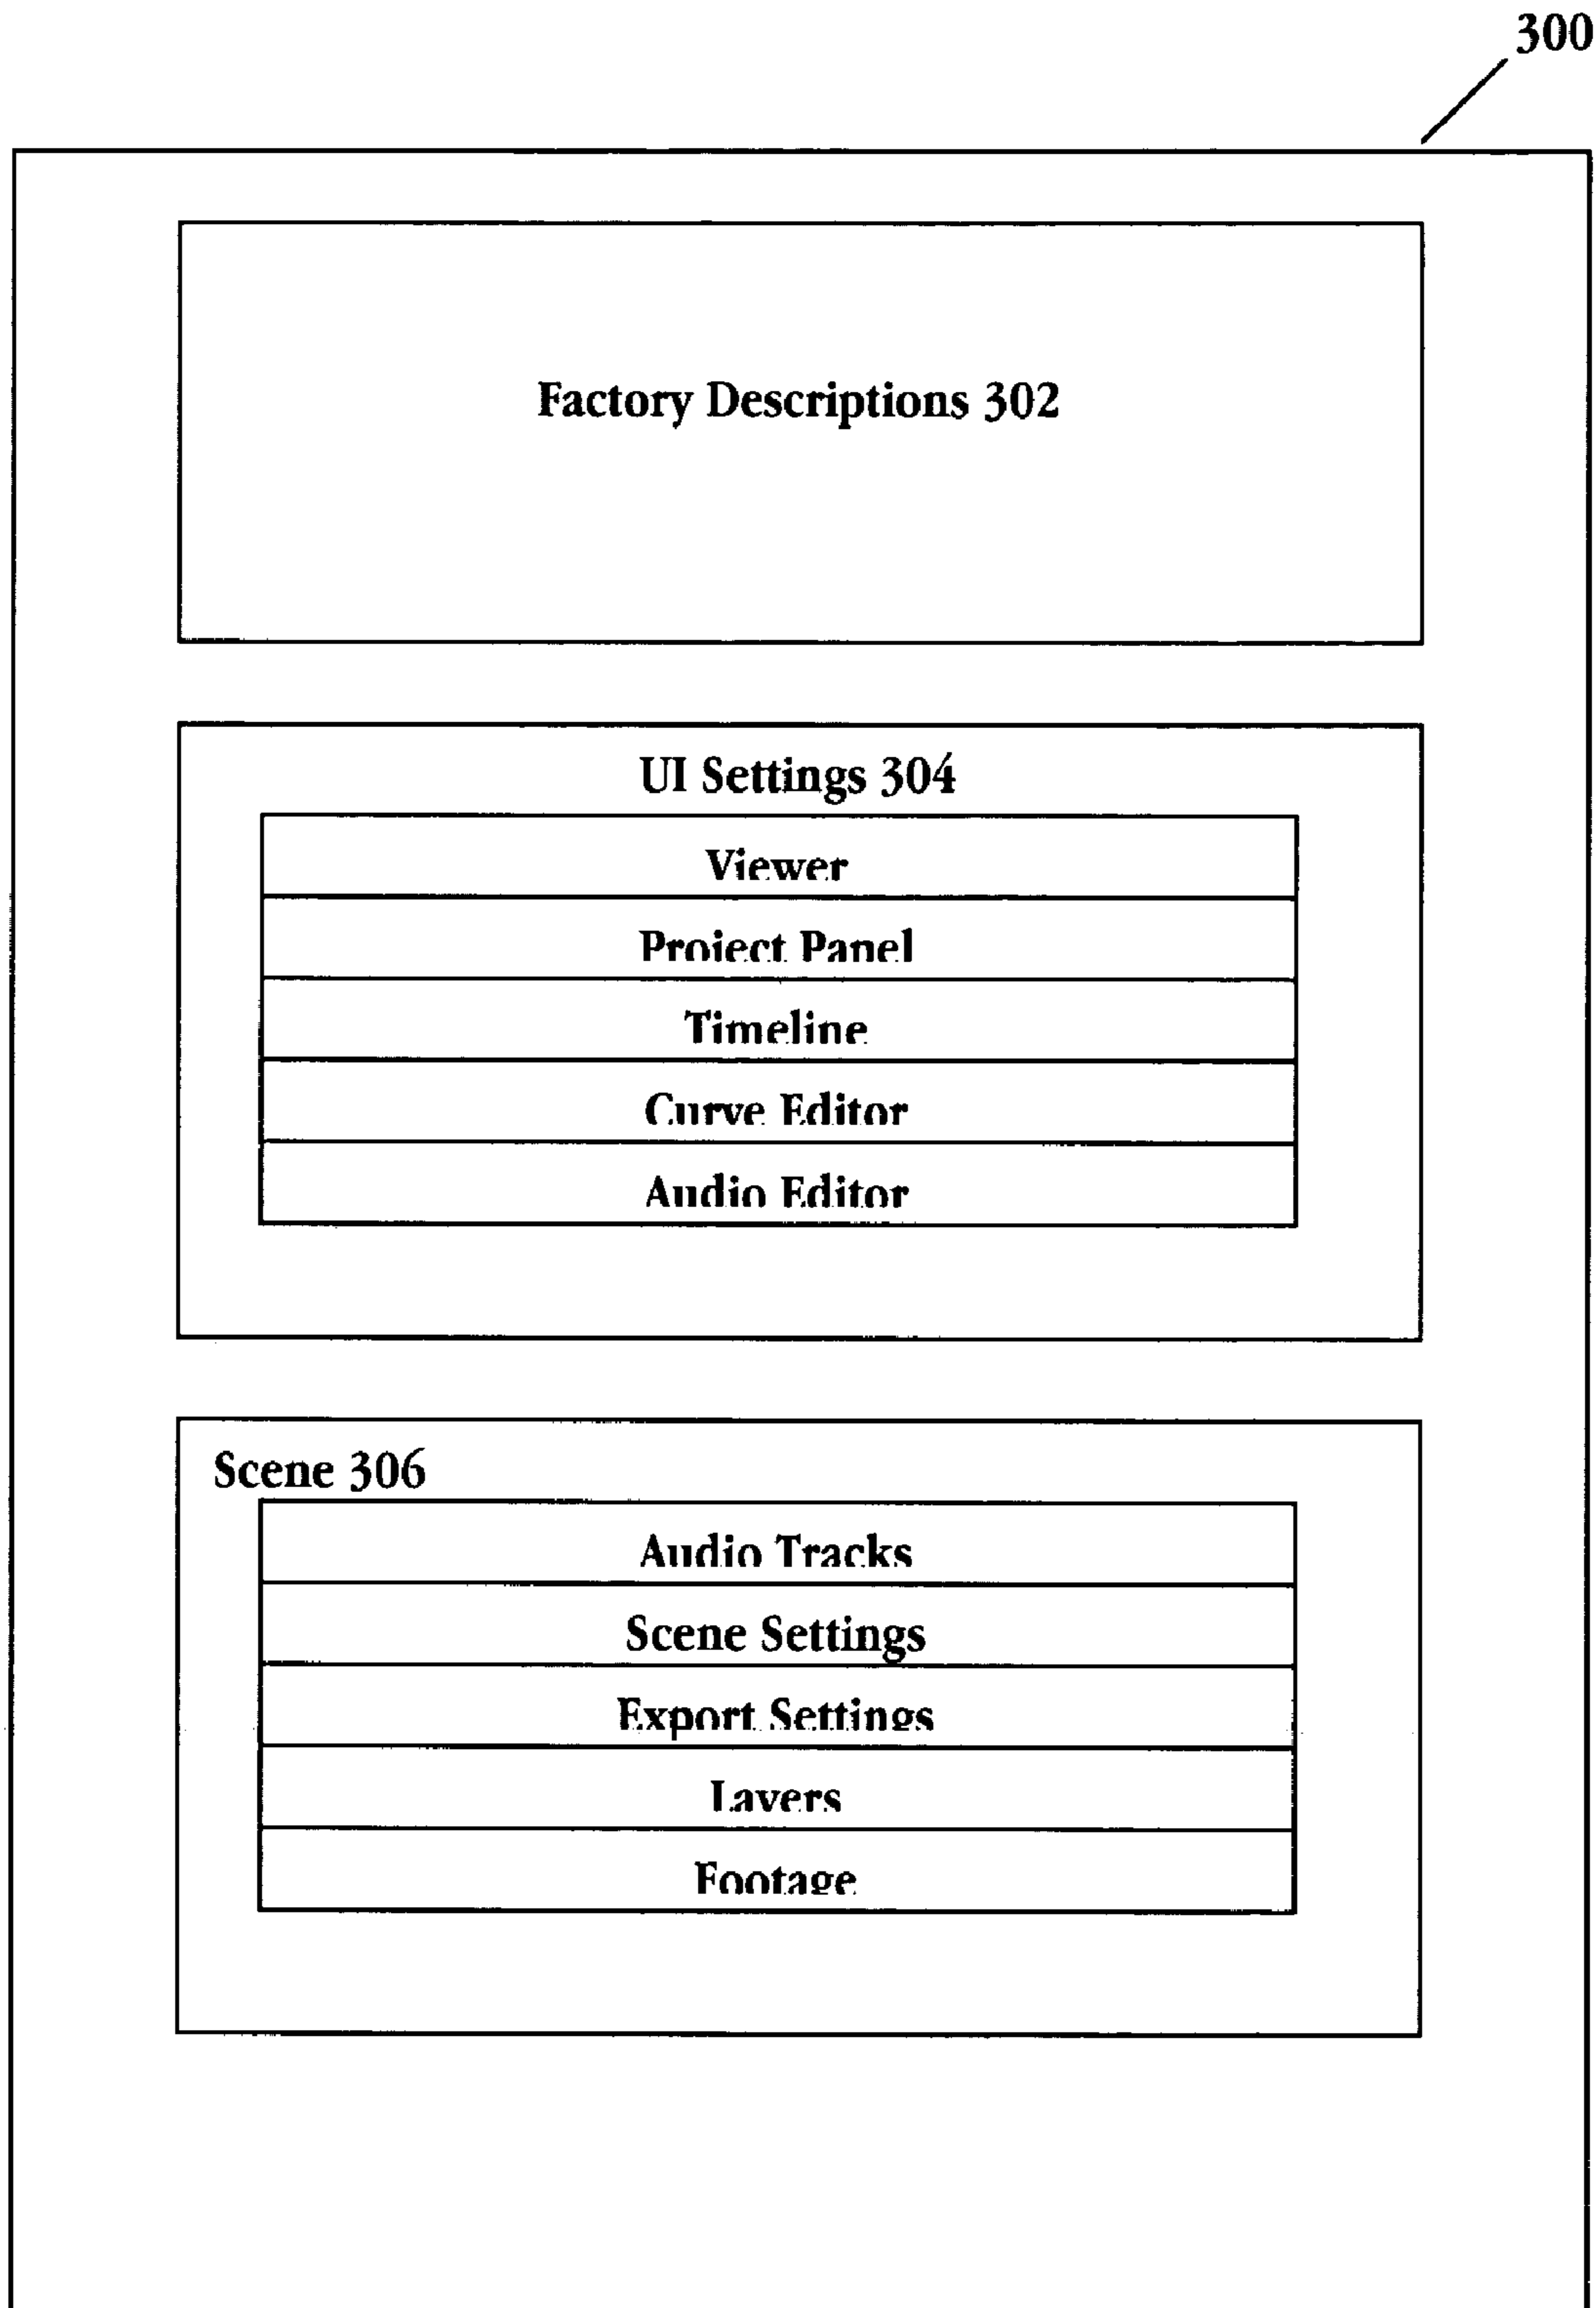 300
Factory Descriptions 302
UI Settings 304
Viewer
Project Panel
Timeline
Curve Editor
Audio Editor
Scene 306
Audio Tracks
Scene Settings
Export Settings
Layers
Footage